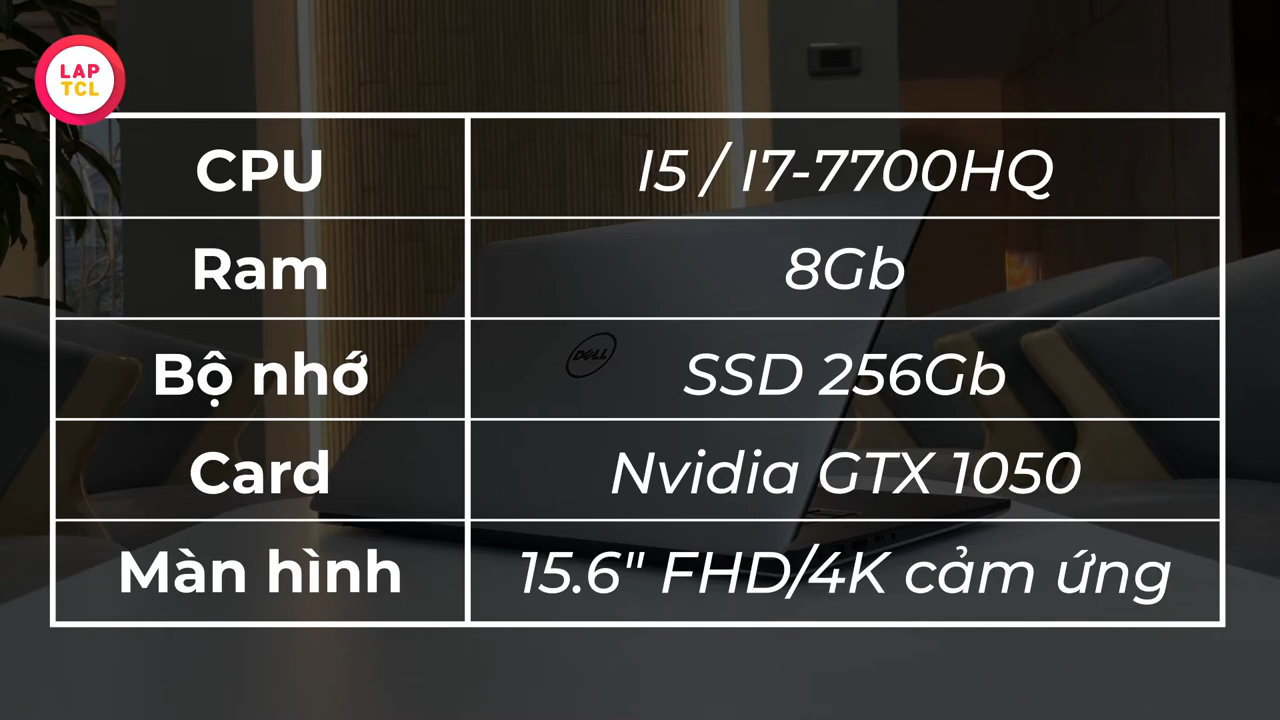 LAP
TCL
CPU
I5 / I7-7700HQ
Ram
8Gb
Bộ nhớ
SSD 256Gb
Card
Nvidia GTX 1050
Màn hình
15.6" FHD/4K cảm ứng
DELL